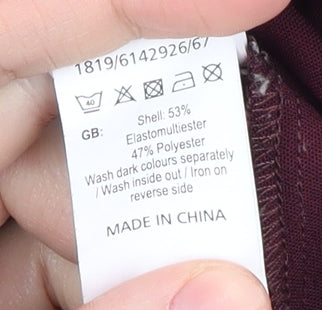 1819/6142926/67
40
GB:
Shell: 53%
Elastomultiester
47% Polyester
Wash dark colours separately
/ Wash inside out / Iron on
reverse side
MADE IN CHINA